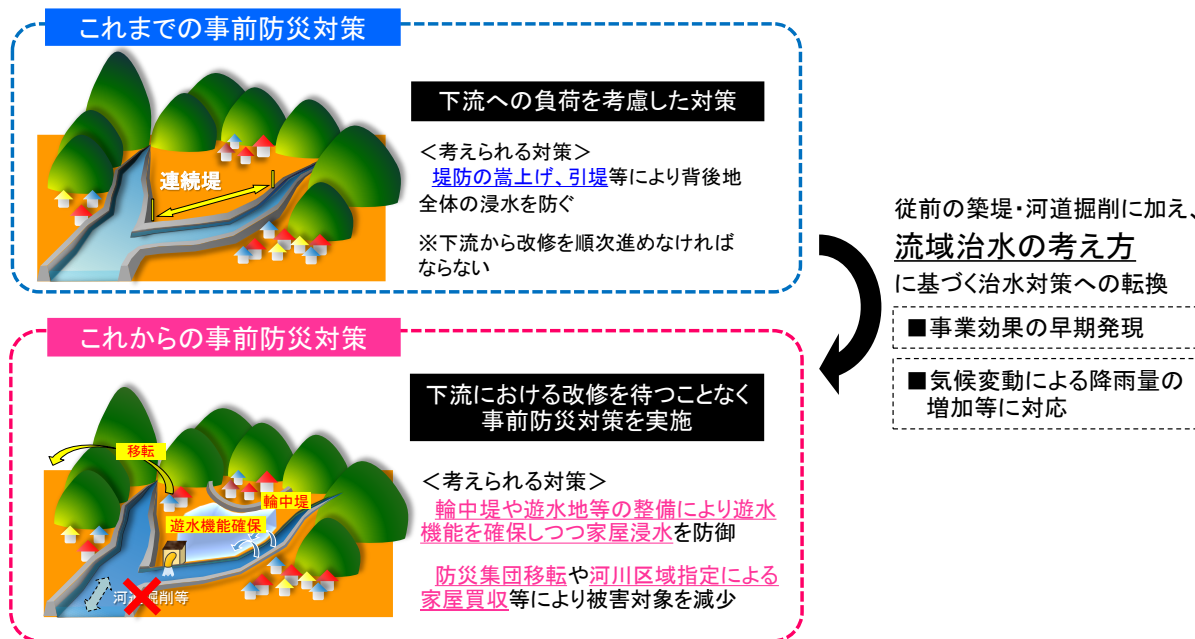 これまでの事前防災対策
連続堤
下流への負荷を考慮した対策
＜考えられる対策＞
堤防の嵩上げ、引堤等により背後地
全体の浸水を防ぐ
※下流から改修を順次進めなければ
ならない
従前の築堤・河道掘削に加え、
流域治水の考え方
に基づく治水対策への転換
■事業効果の早期発現
■気候変動による降雨量の
増加等に対応
これからの事前防災対策
移転
輪中堤
遊水機能確保
河道掘削等
下流における改修を待つことなく
事前防災対策を実施
＜考えられる対策＞
輪中堤や遊水地等の整備により遊水
機能を確保しつつ家屋浸水を防御
防災集団移転や河川区域指定による
家屋買収等により被害対象を減少